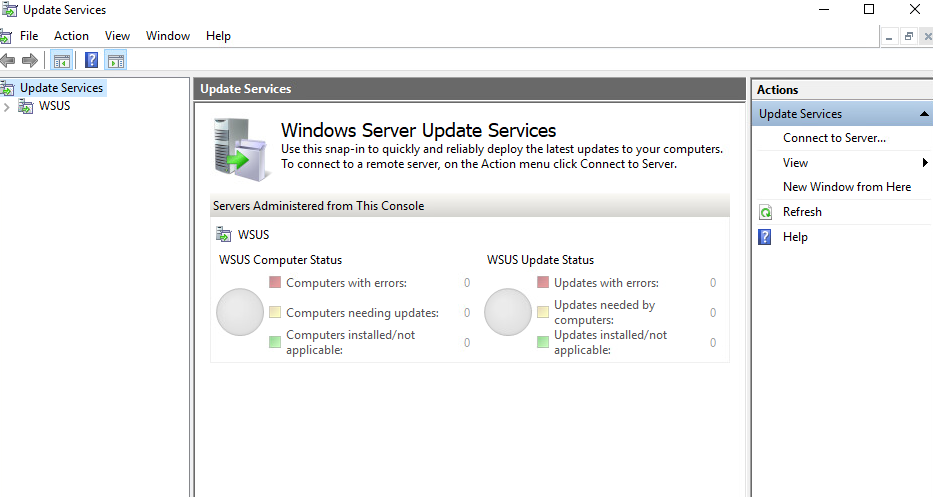 Update Services
File Action View Window Help
Update Services
WSUS
Update Services
Windows Server Update Services
Use this snap-in to quickly and reliably deploy the latest updates to your computers.
To connect to a remote server, on the Action menu click Connect to Server.
Servers Administered from This Console
WSUS
WSUS Computer Status
Computers with errors: 0
Computers needing updates: 0
Computers installed/not
applicable: 0
WSUS Update Status
Updates with errors: 0
Updates needed by
computers: 0
Updates installed/not
applicable: 0
Actions
Update Services
Connect to Server...
View
New Window from Here
Refresh
Help